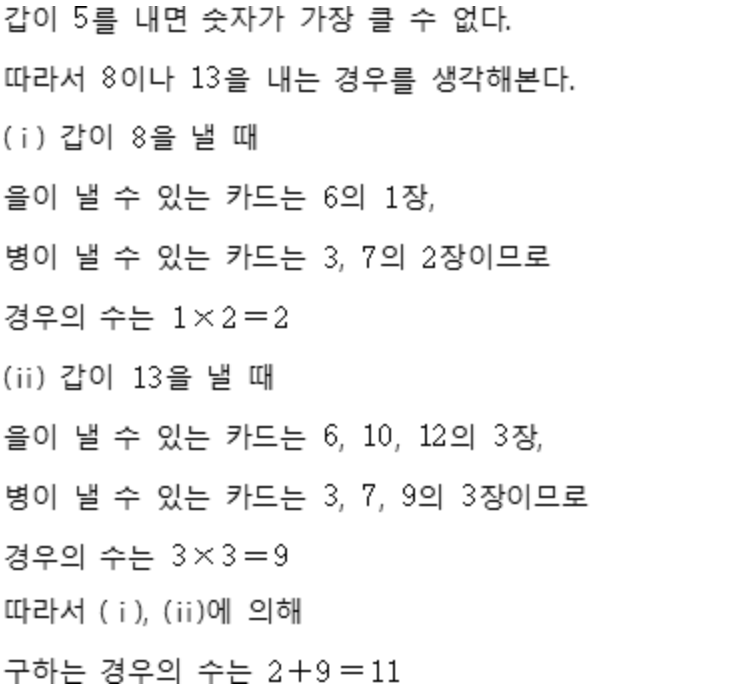 갑이 5를 내면 숫자가 가장 클 수 없다.
따라서 8이나 13을 내는 경우를 생각해본다.
(ⅰ) 갑이 8을 낼 때
을이 낼 수 있는 카드는 6의 1장,
병이 낼 수 있는 카드는 3, 7의 2장이므로
경우의 수는 1×2=2
(ⅱ) 갑이 13을 낼 때
을이 낼 수 있는 카드는 6, 10, 12의 3장,
병이 낼 수 있는 카드는 3, 7, 9의 3장이므로
경우의 수는 3×3=9
따라서 (ⅰ), (ⅱ)에 의해
구하는 경우의 수는 2+9=11